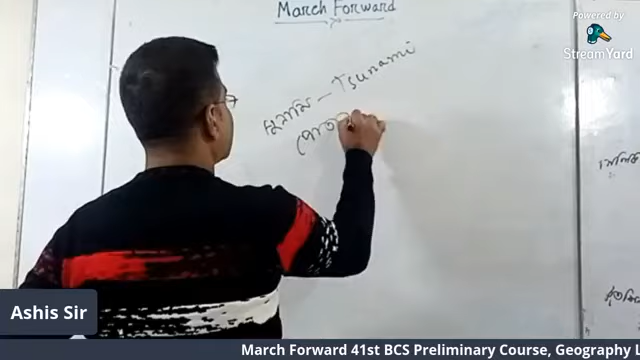 March Forward
Powered by
StreamYard
সুনামি – Tsunami
পোতা
Ashis Sir
March Forward 41st BCS Preliminary Course, Geography L